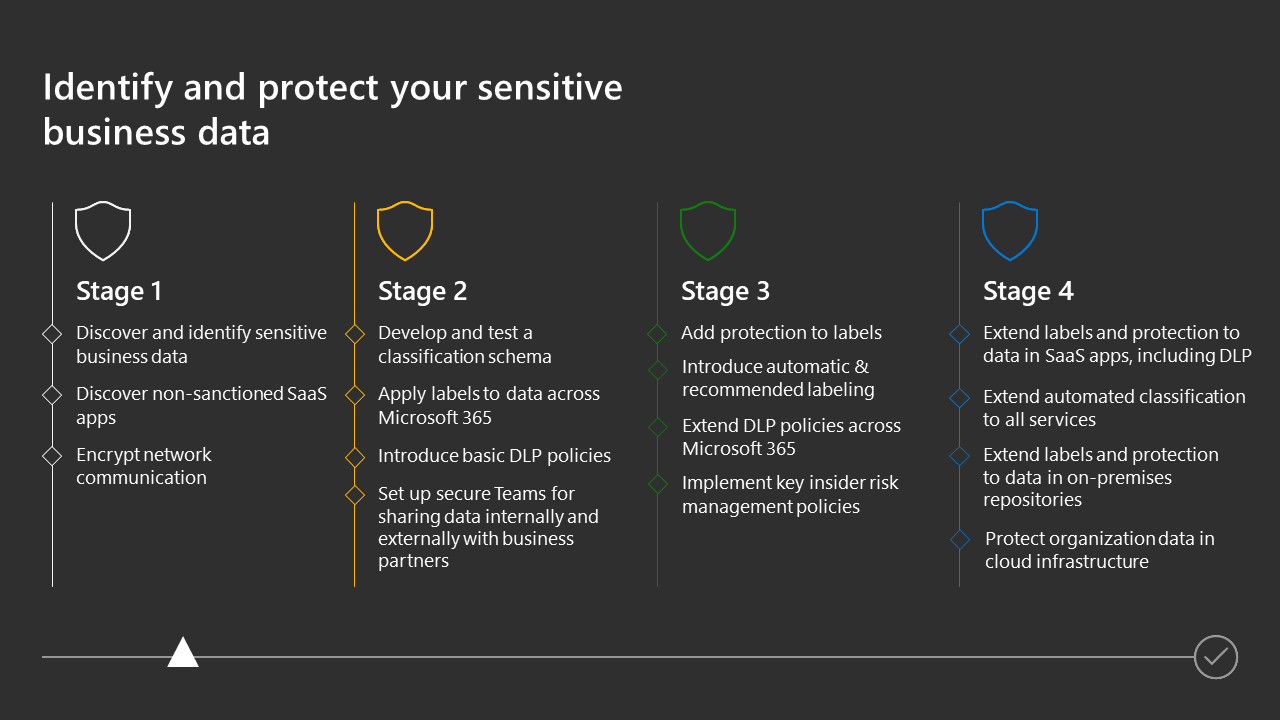 Identify and protect your sensitive
business data
Stage 1
Discover and identify sensitive
business data
Discover non-sanctioned SaaS
apps
Encrypt network
communication
Stage 2
Develop and test a
classification schema
Apply labels to data across
Microsoft 365
Introduce basic DLP policies
Set up secure Teams for
sharing data internally and
externally with business
partners
Stage 3
Add protection to labels
Introduce automatic &
recommended labeling
Extend DLP policies across
Microsoft 365
Implement key insider risk
management policies
Stage 4
Extend labels and protection to
data in SaaS apps, including DLP
Extend automated classification
to all services
Extend labels and protection
to data in on-premises
repositories
Protect organization data in
cloud infrastructure